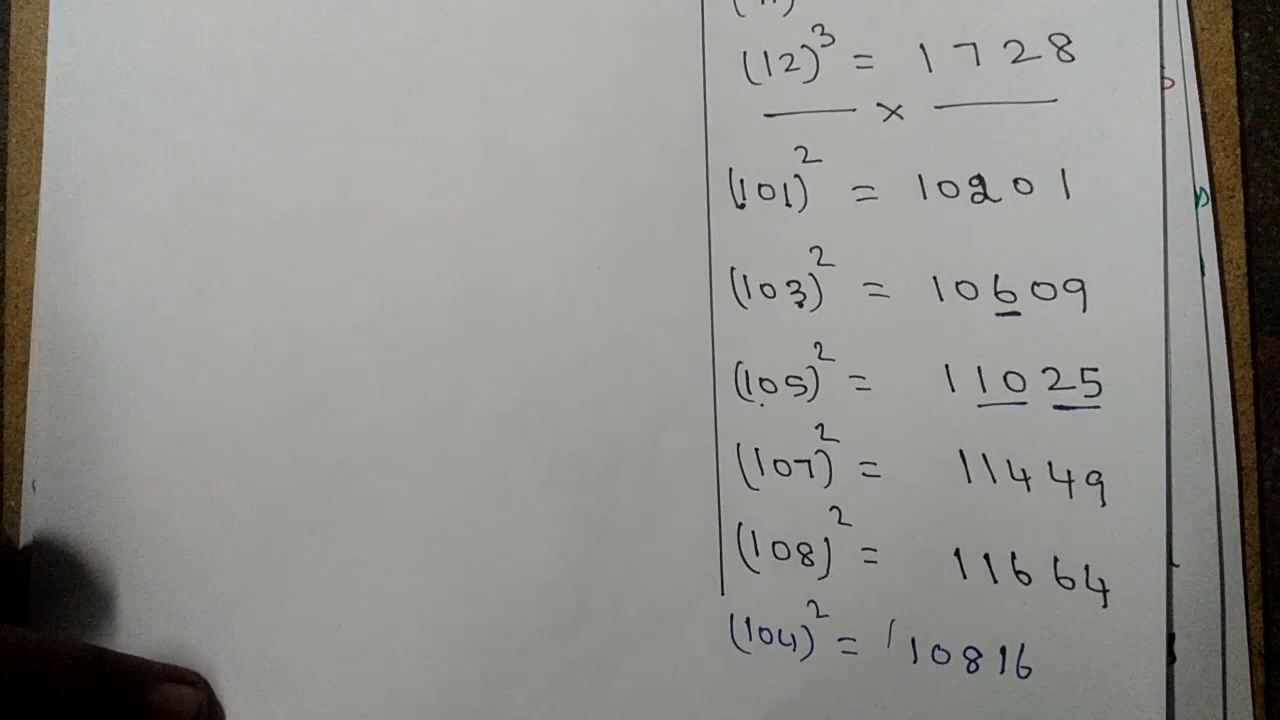 (12)³ = 1728
× 
(101)² = 10201
(103)² = 10609
(105)² = 11025
(107)² = 11449
(108)² = 11664
(104)² = 10816